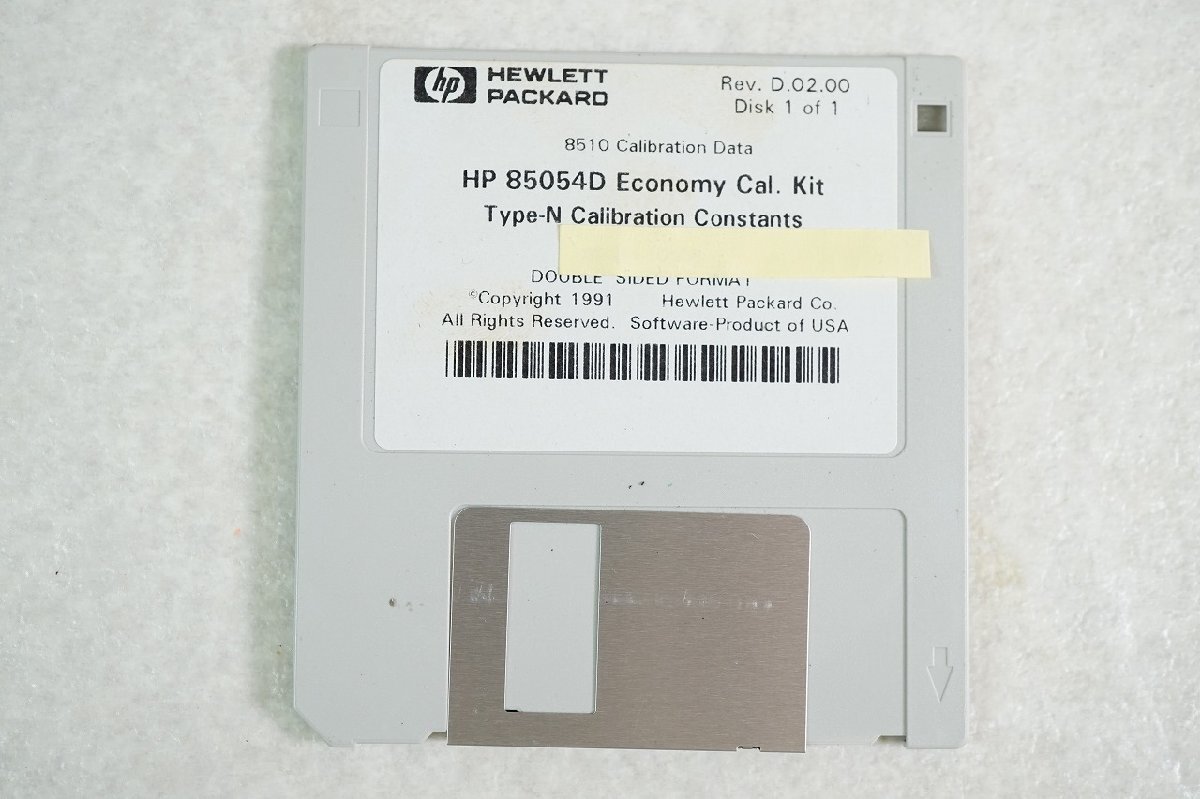 hp HEWLETT
PACKARD
Rev. D.02.00
Disk 1 of 1
8510 Calibration Data
HP 85054D Economy Cal. Kit
Type-N Calibration Constants
DOUBLE SIDED FORMAT
©Copyright 1991 Hewlett Packard Co.
All Rights Reserved. Software-Product of USA